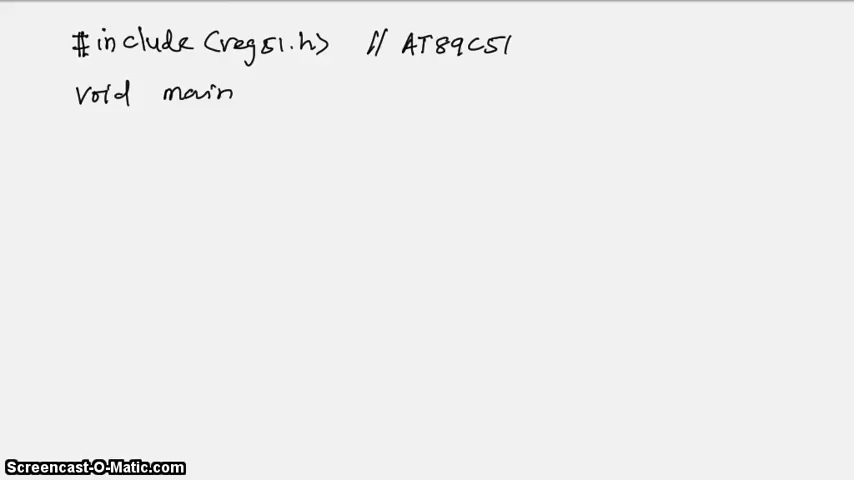 #include <reg51.h> // AT89C51
void main
Screencast-O-Matic.com